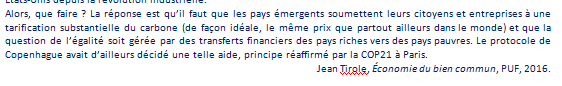 États-Unis depuis la révolution industrielle.
Alors, que faire ? La réponse est qu'il faut que les pays émergents soumettent leurs citoyens et entreprises à une
tarification substantielle du carbone (de façon idéale, le même prix que partout ailleurs dans le monde) et que la
question de l'égalité soit gérée par des transferts financiers des pays riches vers des pays pauvres. Le protocole de
Copenhague avait d'ailleurs décidé une telle aide, principe réaffirmé par la COP21 à Paris.
Jean Tirole, Économie du bien commun, PUF, 2016.